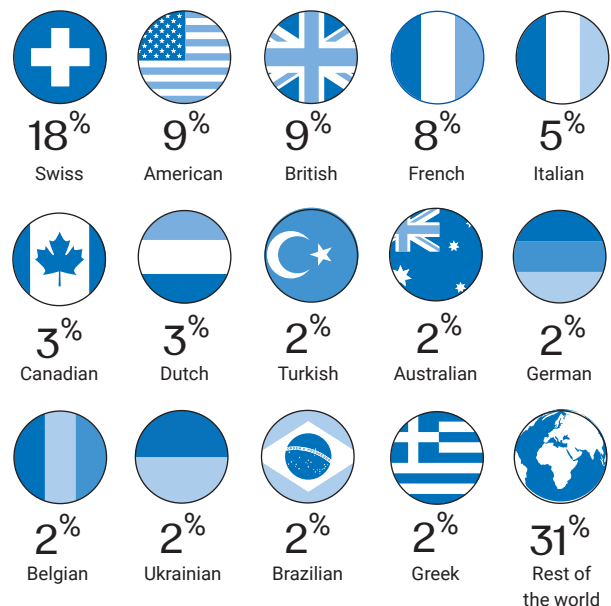 18% 9% 9% 8% 5%
Swiss American British French Italian
3% 3% 2% 2% 2%
Canadian Dutch Turkish Australian German
2% 2% 2% 2% 31%
Belgian Ukrainian Brazilian Greek Rest of
the world